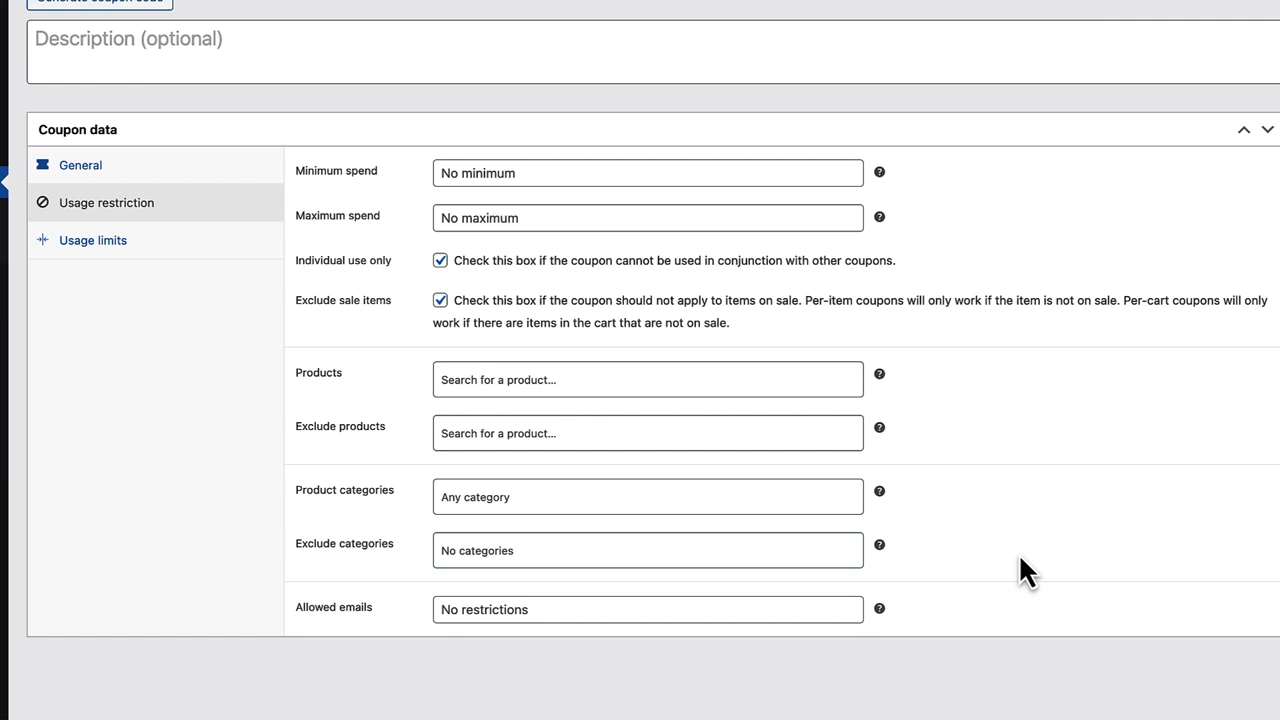 Generate coupon code
Description (optional)
Coupon data
General
Usage restriction
Usage limits
Minimum spend
No minimum
Maximum spend
No maximum
Individual use only
Check this box if the coupon cannot be used in conjunction with other coupons.
Exclude sale items
Check this box if the coupon should not apply to items on sale. Per-item coupons will only work if the item is not on sale. Per-cart coupons will only
work if there are items in the cart that are not on sale.
Products
Search for a product...
Exclude products
Search for a product...
Product categories
Any category
Exclude categories
No categories
Allowed emails
No restrictions